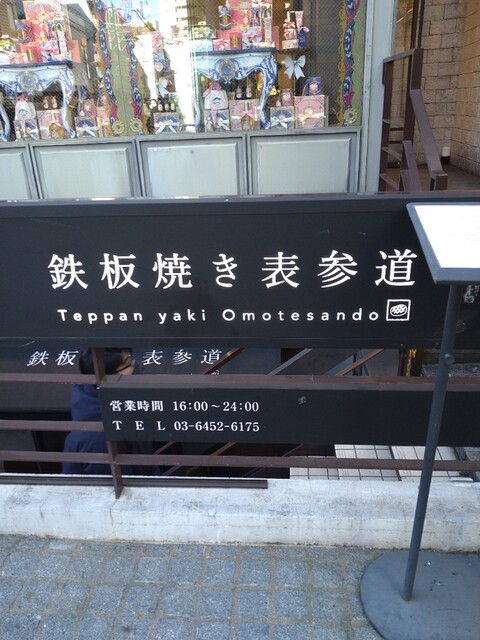 鉄板焼き表参道
Teppan yaki Omotesando
鉄板 表参道
営業時間 16:00～24:00
TEL 03-6452-6175